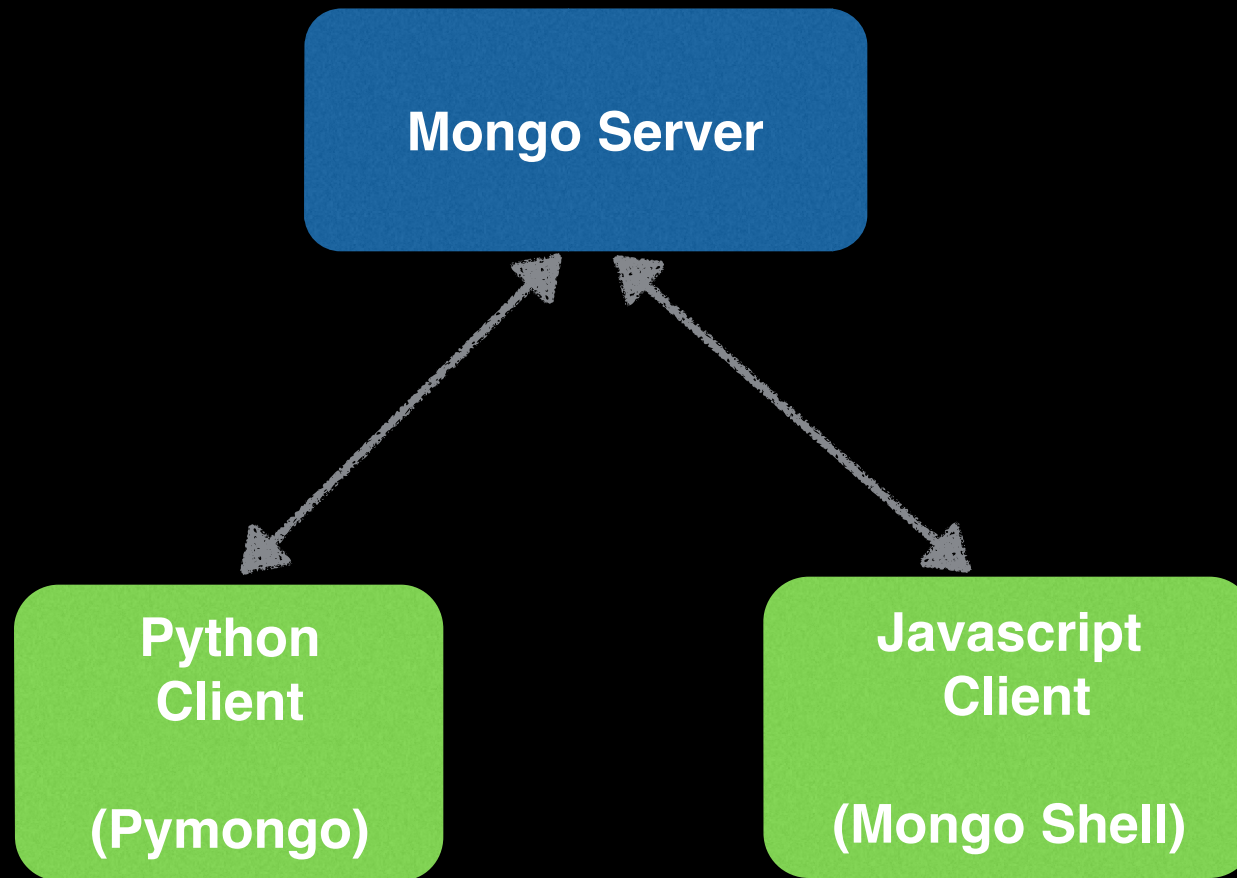 Mongo Server
Python
Client
(Pymongo)
Javascript
Client
(Mongo Shell)